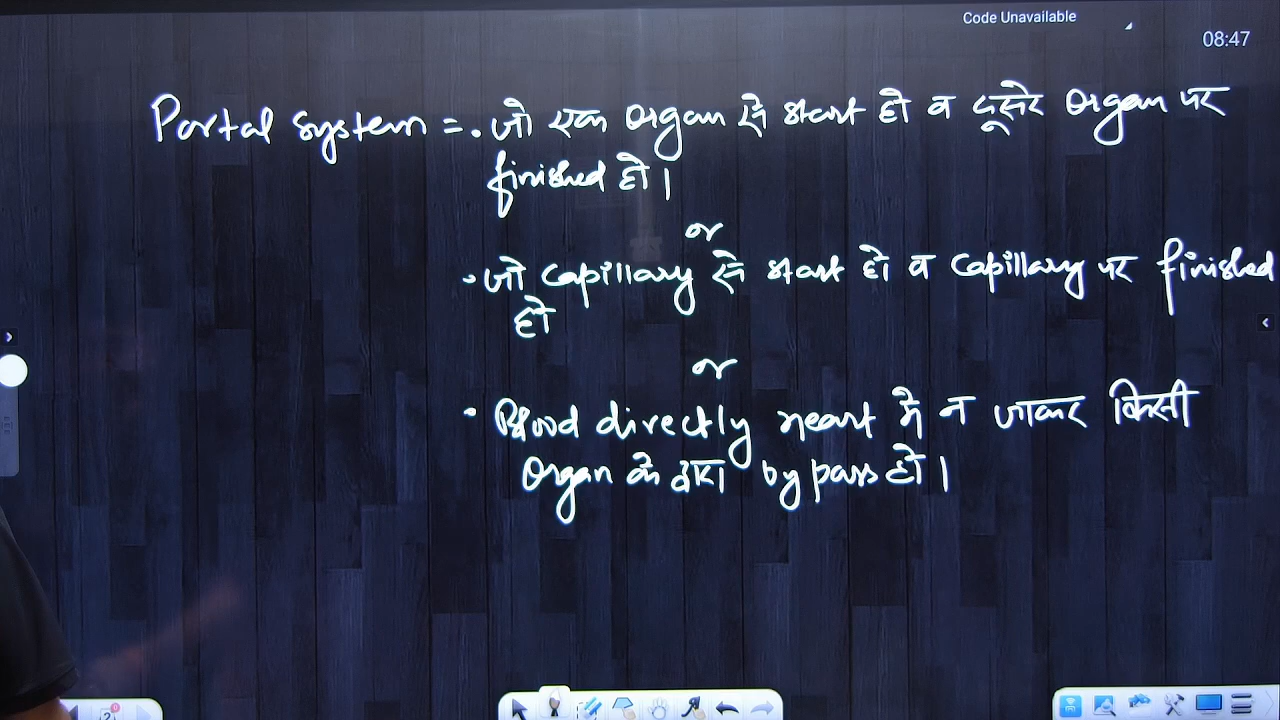 Code Unavailable
08:47
Portal system = • जो एक organ से start हो व दूसरे organ पर
finished हो।
or
• जो capillary से start हो व capillary पर finished
हो
or
• Blood directly heart में न जाकर किसी
organ के द्वारा by pass हो।